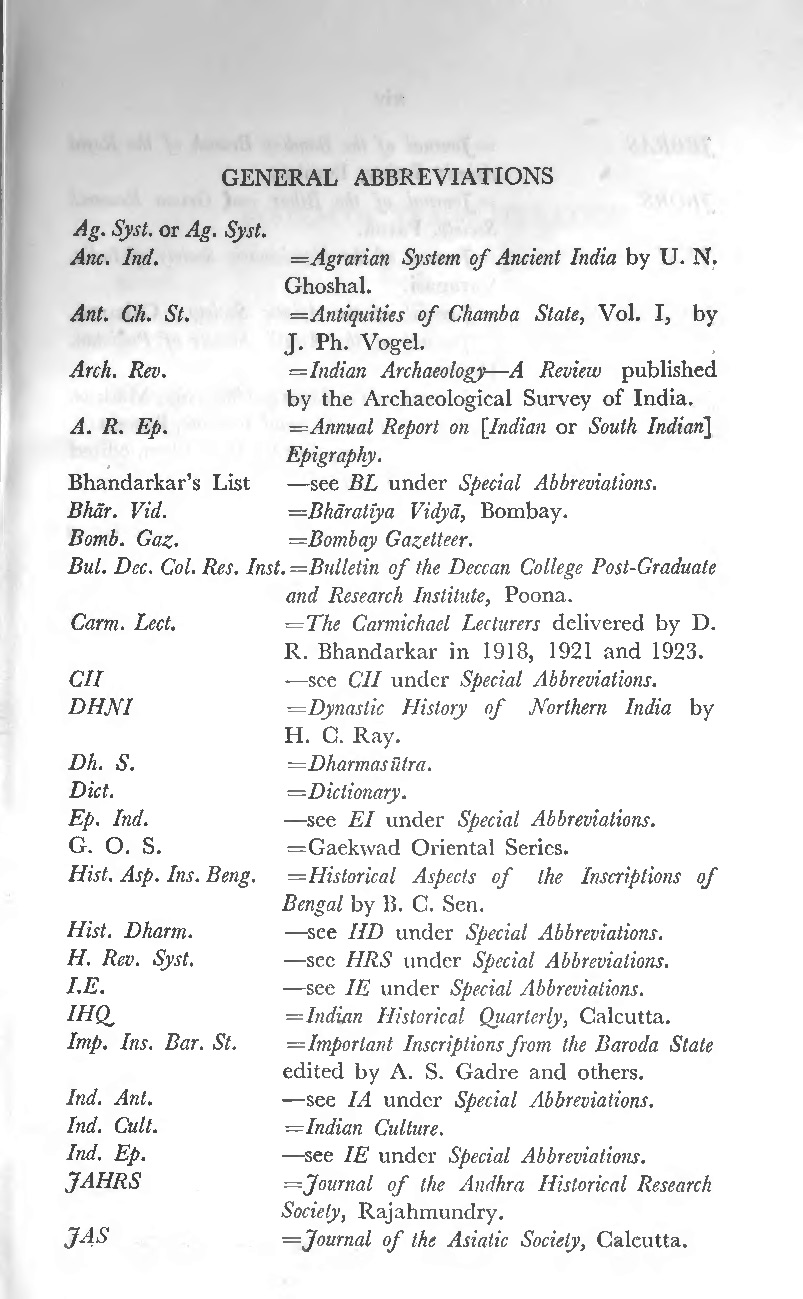 GENERAL ABBREVIATIONS
Ag. Syst. or Ag. Syst.
Anc. Ind. =Agrarian System of Ancient India by U. N.
Ghoshal.
Ant. Ch. St. =Antiquities of Chamba State, Vol. I, by
J. Ph. Vogel.
Arch. Rev. =Indian Archaeology—A Review published
by the Archaeological Survey of India.
A. R. Ep. =Annual Report on [Indian or South Indian]
Epigraphy.
Bhandarkar's List —see BL under Special Abbreviations.
Bhār. Vid. =Bhāratīya Vidyā, Bombay.
Bomb. Gaz. =Bombay Gazetteer.
Bul. Dec. Col. Res. Inst.=Bulletin of the Deccan College Post-Graduate
and Research Institute, Poona.
Carm. Lect. =The Carmichael Lecturers delivered by D.
R. Bhandarkar in 1918, 1921 and 1923.
CII —see CII under Special Abbreviations.
DHNI =Dynastic History of Northern India by
H. C. Ray.
Dh. S. =Dharmasūtra.
Dict. =Dictionary.
Ep. Ind. —see EI under Special Abbreviations.
G. O. S. =Gaekwad Oriental Series.
Hist. Asp. Ins. Beng. =Historical Aspects of the Inscriptions of
Bengal by B. C. Sen.
Hist. Dharm. —see HD under Special Abbreviations.
H. Rev. Syst. —see HRS under Special Abbreviations.
I.E. —see IE under Special Abbreviations.
IHQ =Indian Historical Quarterly, Calcutta.
Imp. Ins. Bar. St. =Important Inscriptions from the Baroda State
edited by A. S. Gadre and others.
Ind. Ant. —see IA under Special Abbreviations.
Ind. Cult. =Indian Culture.
Ind. Ep. —see IE under Special Abbreviations.
JAHRS =Journal of the Andhra Historical Research
Society, Rajahmundry.
JAS =Journal of the Asiatic Society, Calcutta.